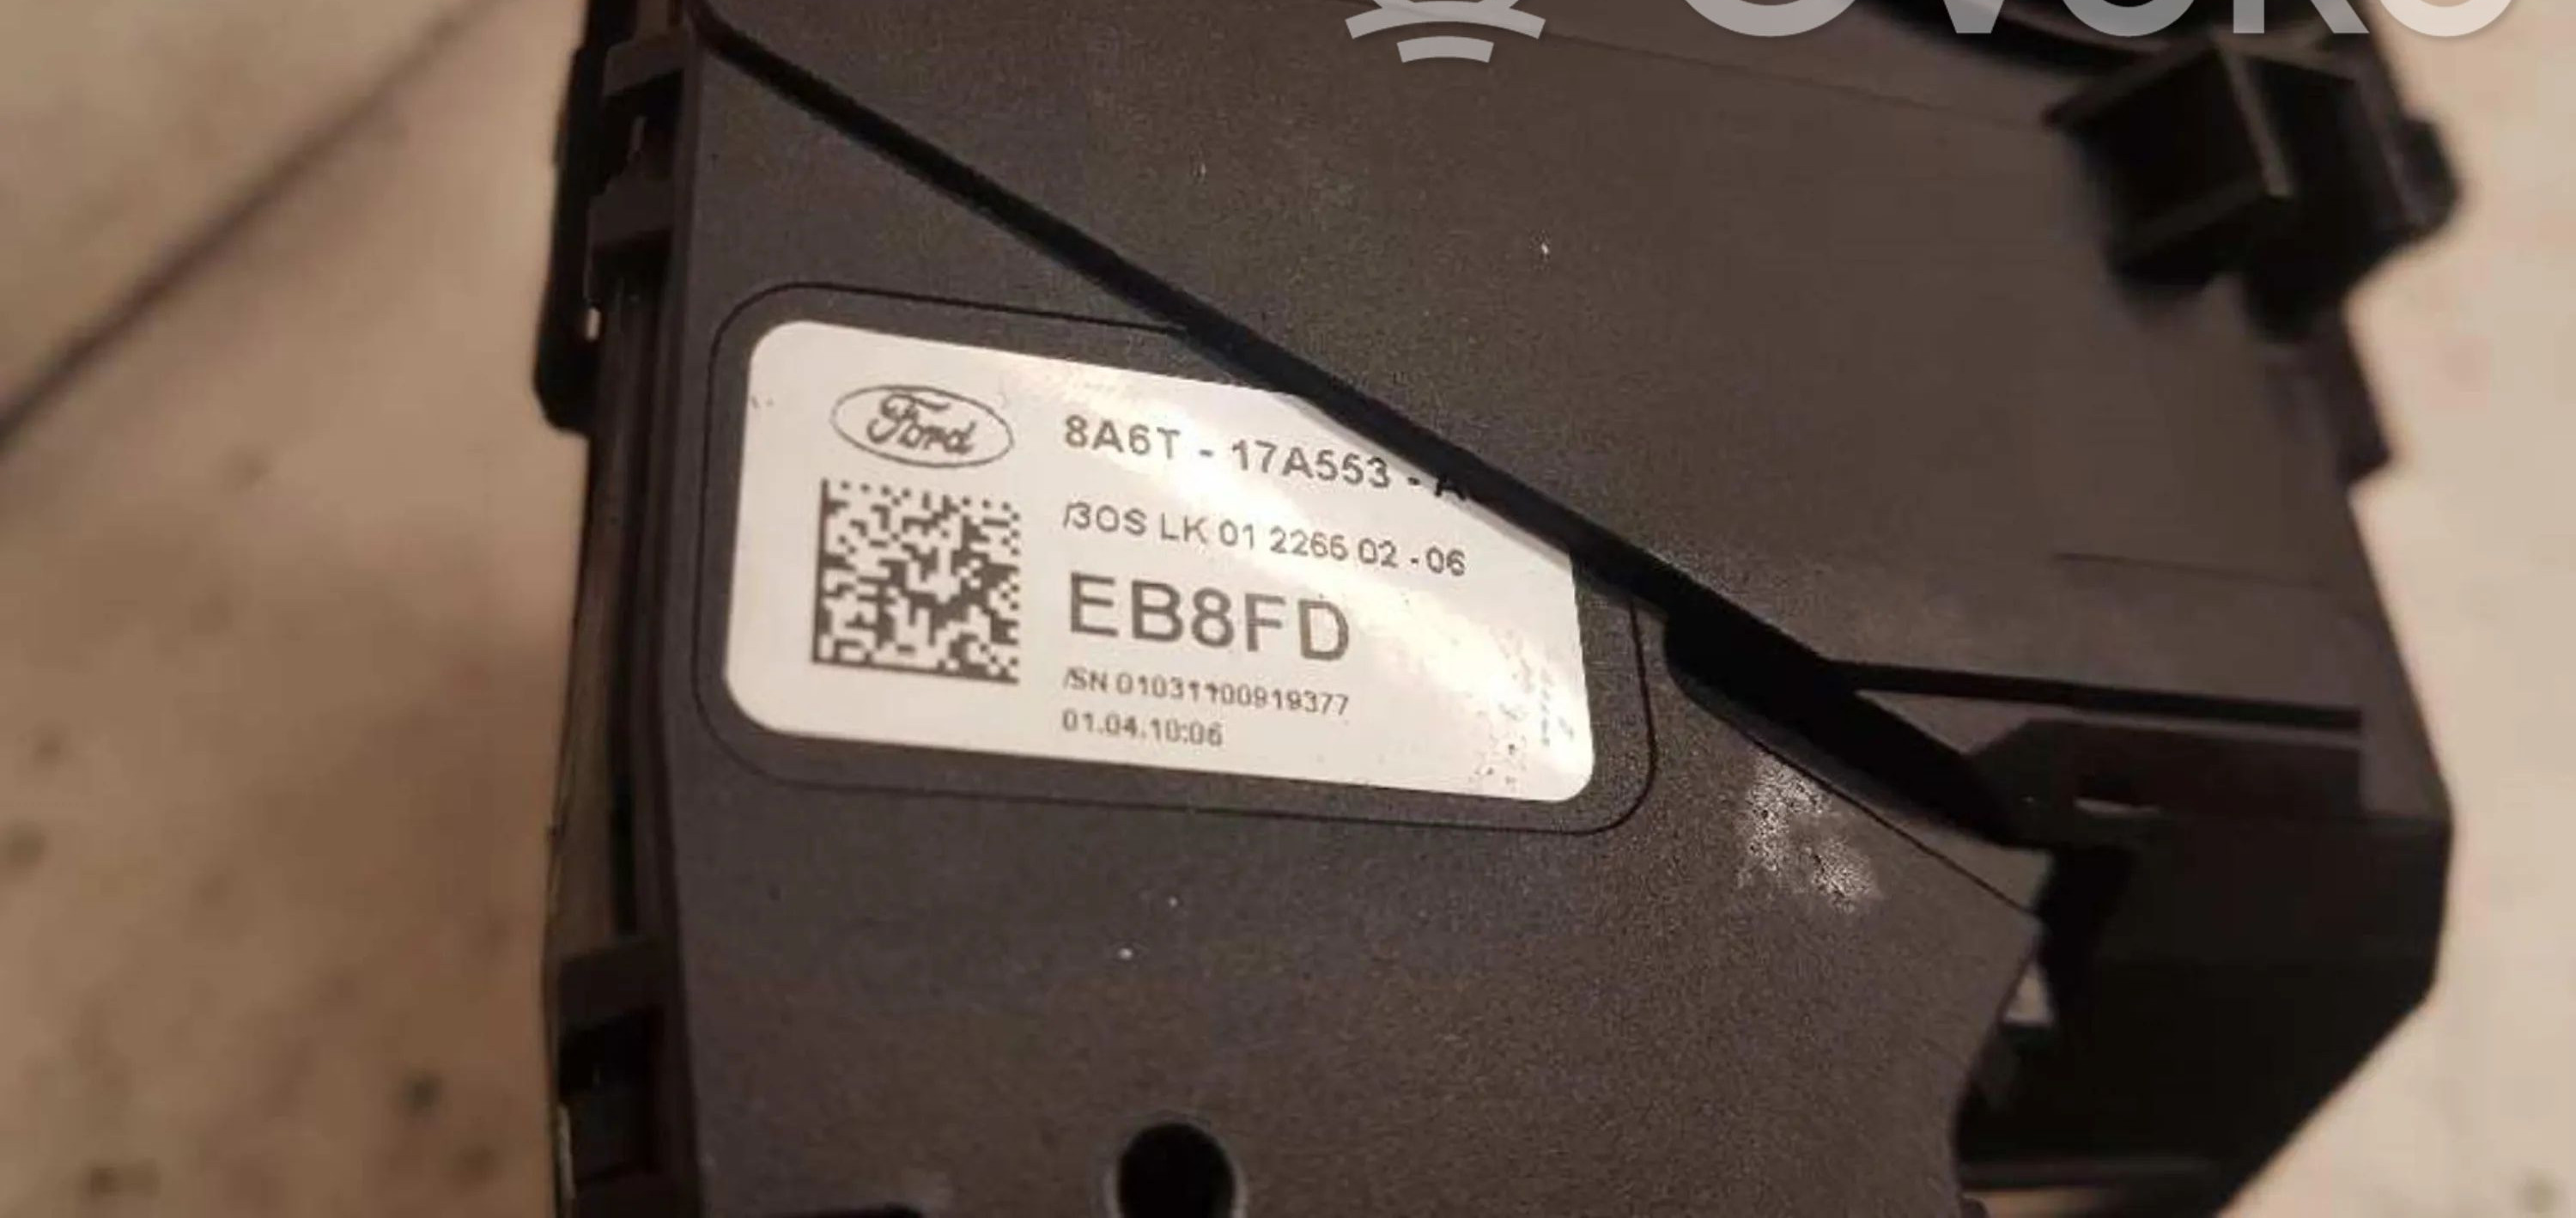 Ford
8A6T - 17A553 -
/3OS LK 01 2266 02 - 06
EB8FD
/SN 01031100919377
01.04.10:06